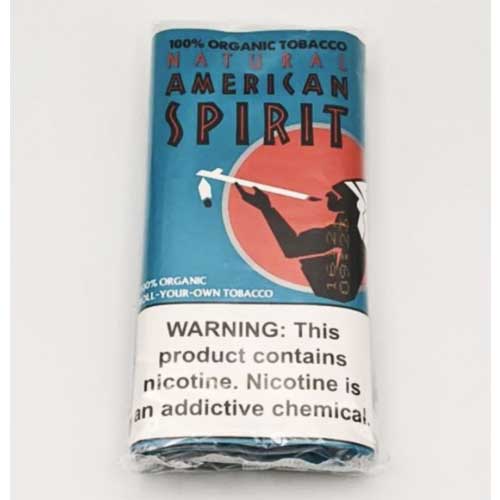 100% ORGANIC TOBACCO
NATURAL
AMERICAN
SPIRIT
100% ORGANIC
ROLL-YOUR-OWN TOBACCO
WARNING: This
product contains
nicotine. Nicotine is
an addictive chemical.